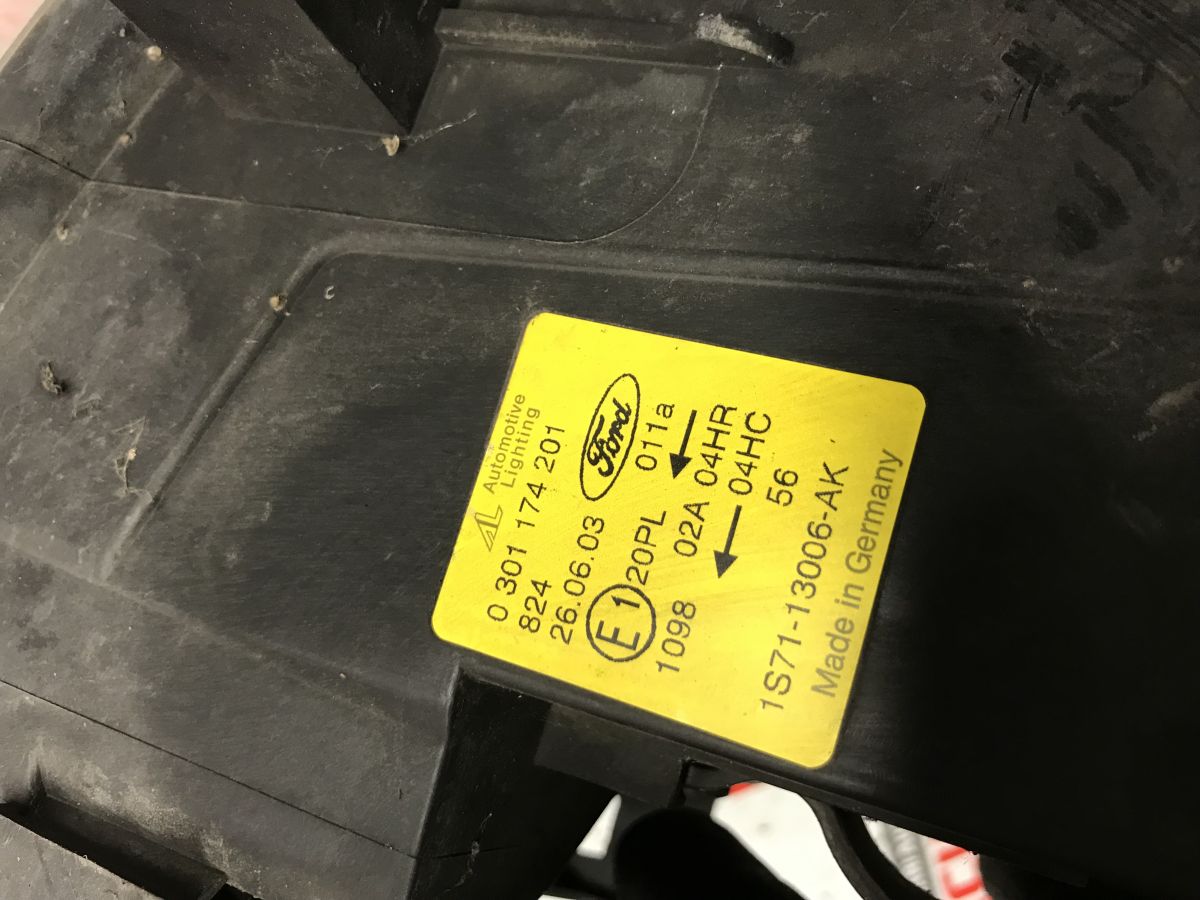 AL Automotive
Lighting
0 301 174 201
824
26.06.03
Ford
E1 20PL 011a
1098 02A 04HR
04HC
56
1S71-13006-AK
Made in Germany